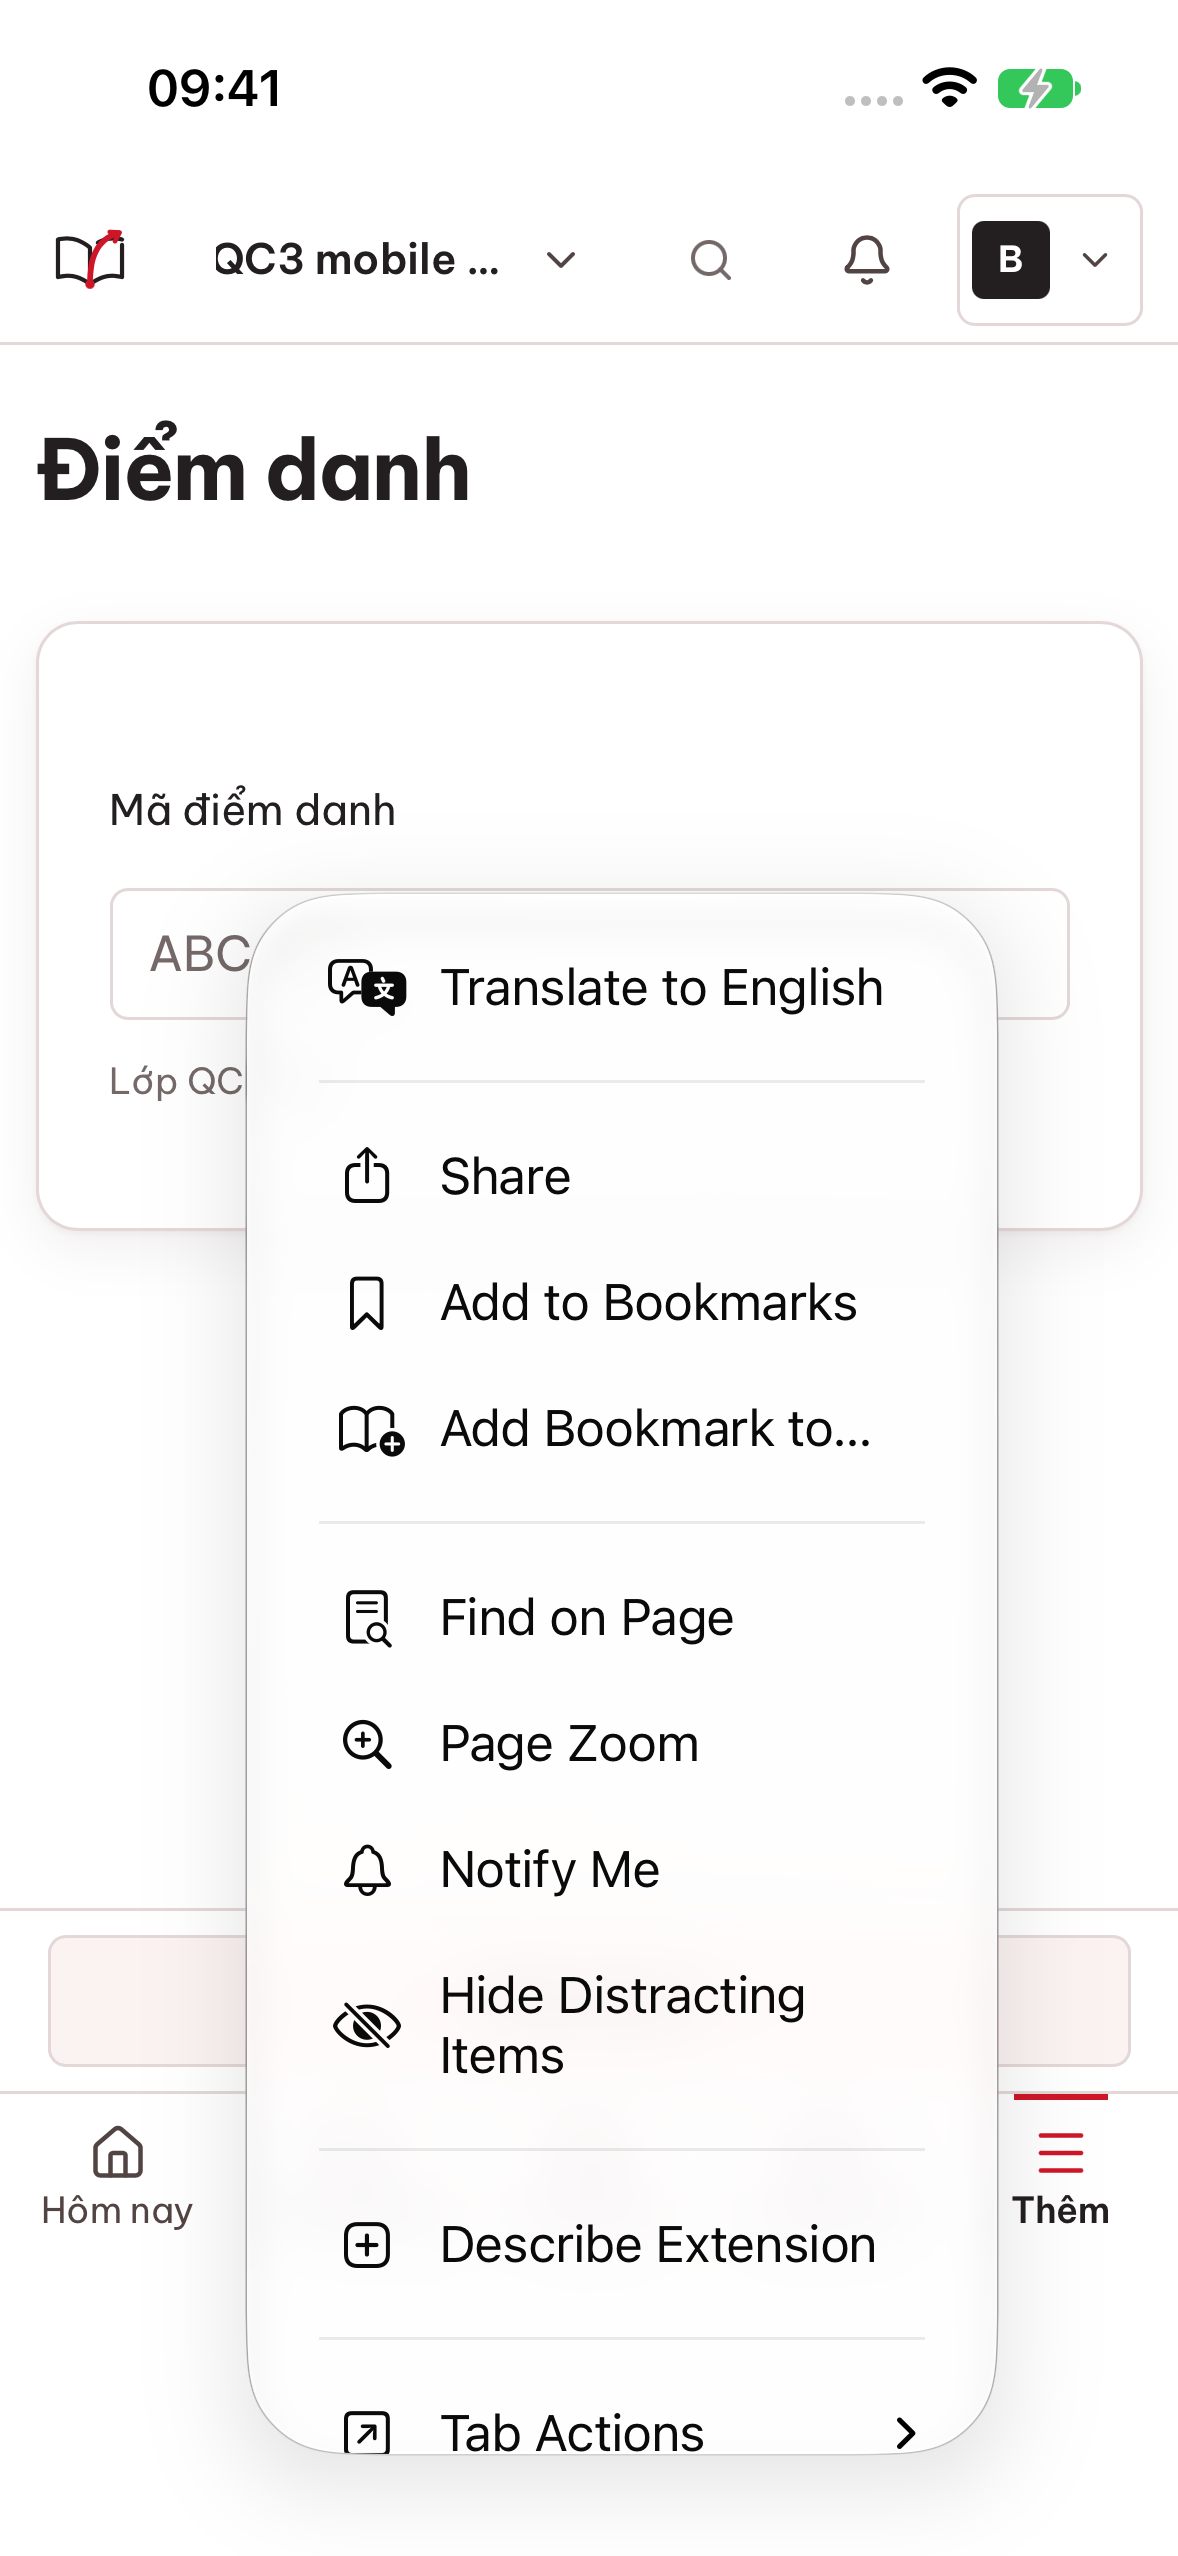 09:41
QC3 mobile ...
B
Điểm danh
Mã điểm danh
ABC
Lớp QC
Translate to English
Share
Add to Bookmarks
Add Bookmark to...
Find on Page
Page Zoom
Notify Me
Hide Distracting
Items
Describe Extension
Tab Actions
Hôm nay
Thêm